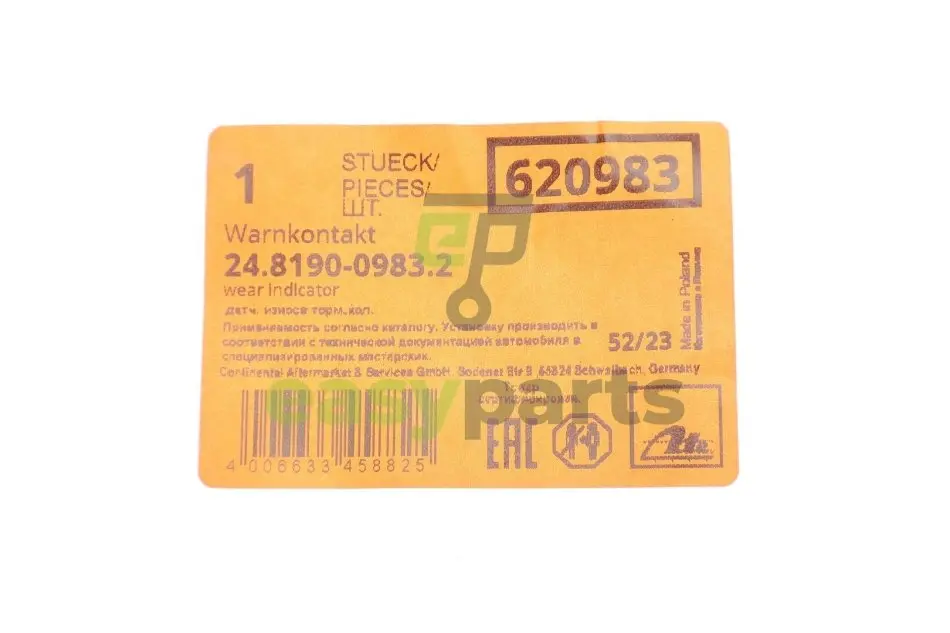 1
STUECK/
PIECES/
ШТ.
620983
Warnkontakt
24.8190-0983.2
wear indicator
датч. износа торм.кол.
Применяемость согласно каталогу. Установку производить в
соответствии с технической документацией автомобиля в
специализированных мастерских.
52/23
Made in Poland
Continental Aftermarket & Services GmbH, Sodener Str 9, 65824 Schwalbach, Germany
Товар
сертифицирован.
easyparts
4 006633 458825
EAC
Ate